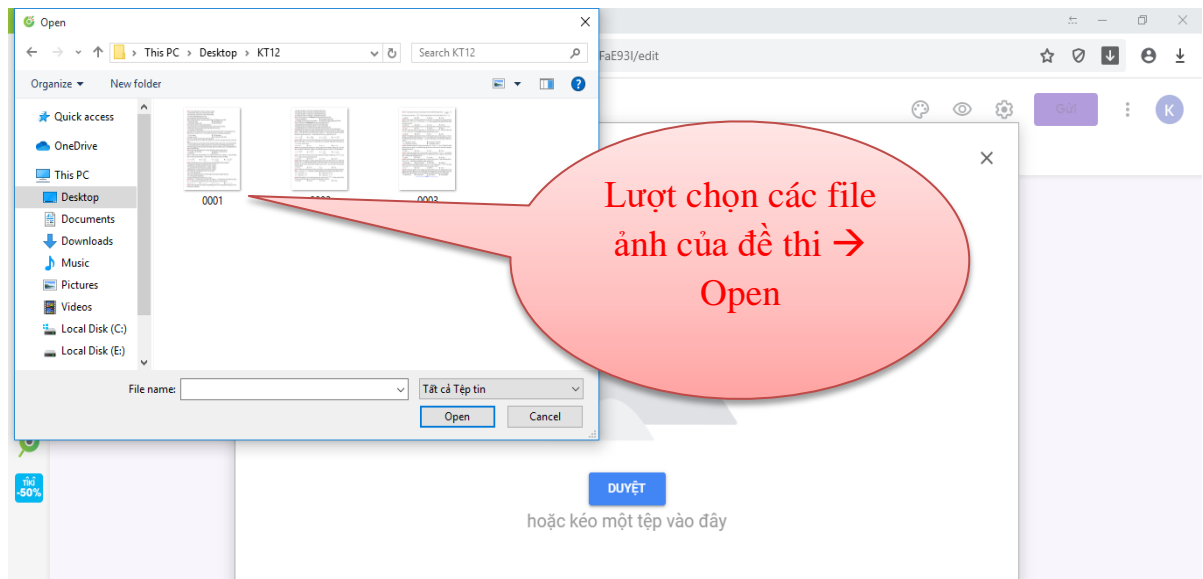 Open
This PC > Desktop > KT12
Search KT12
FaE93I/edit
Organize
New folder
Gửi
K
Quick access
OneDrive
This PC
Desktop
Documents
Downloads
Music
Pictures
Videos
Local Disk (C:)
Local Disk (E:)
0001
0003
Lượt chọn các file
ảnh của đề thi →
Open
File name:
Tất cả Tệp tin
Open
Cancel
TIKI
-50%
DUYỆT
hoặc kéo một tệp vào đây